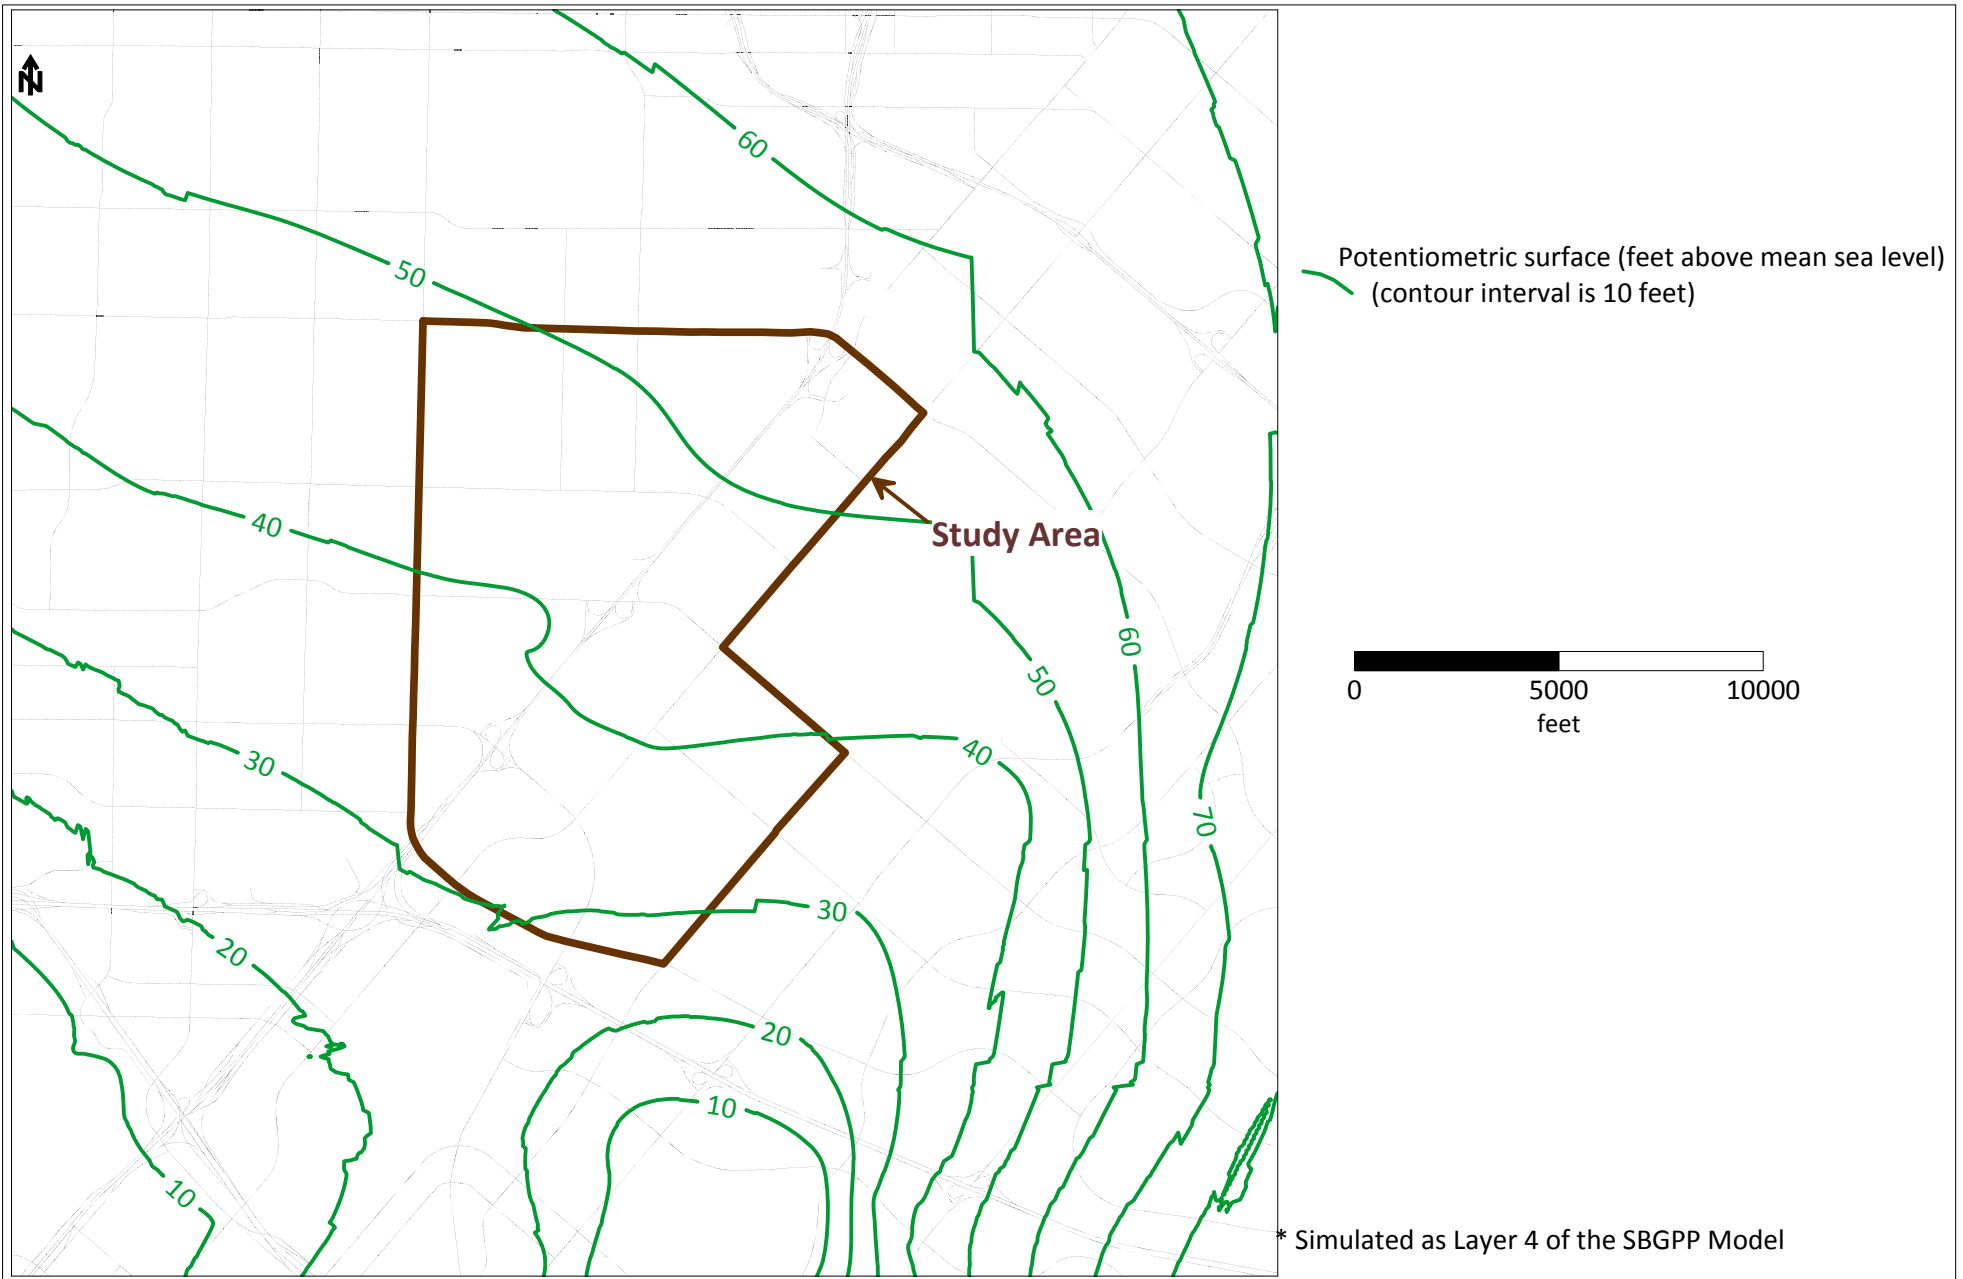 N
60
50
Potentiometric surface (feet above mean sea level)
(contour interval is 10 feet)
40
Study Area
60
50
0 5000 10000
feet
40
30
70
30
20
20
10
10
* Simulated as Layer 4 of the SBGPP Model